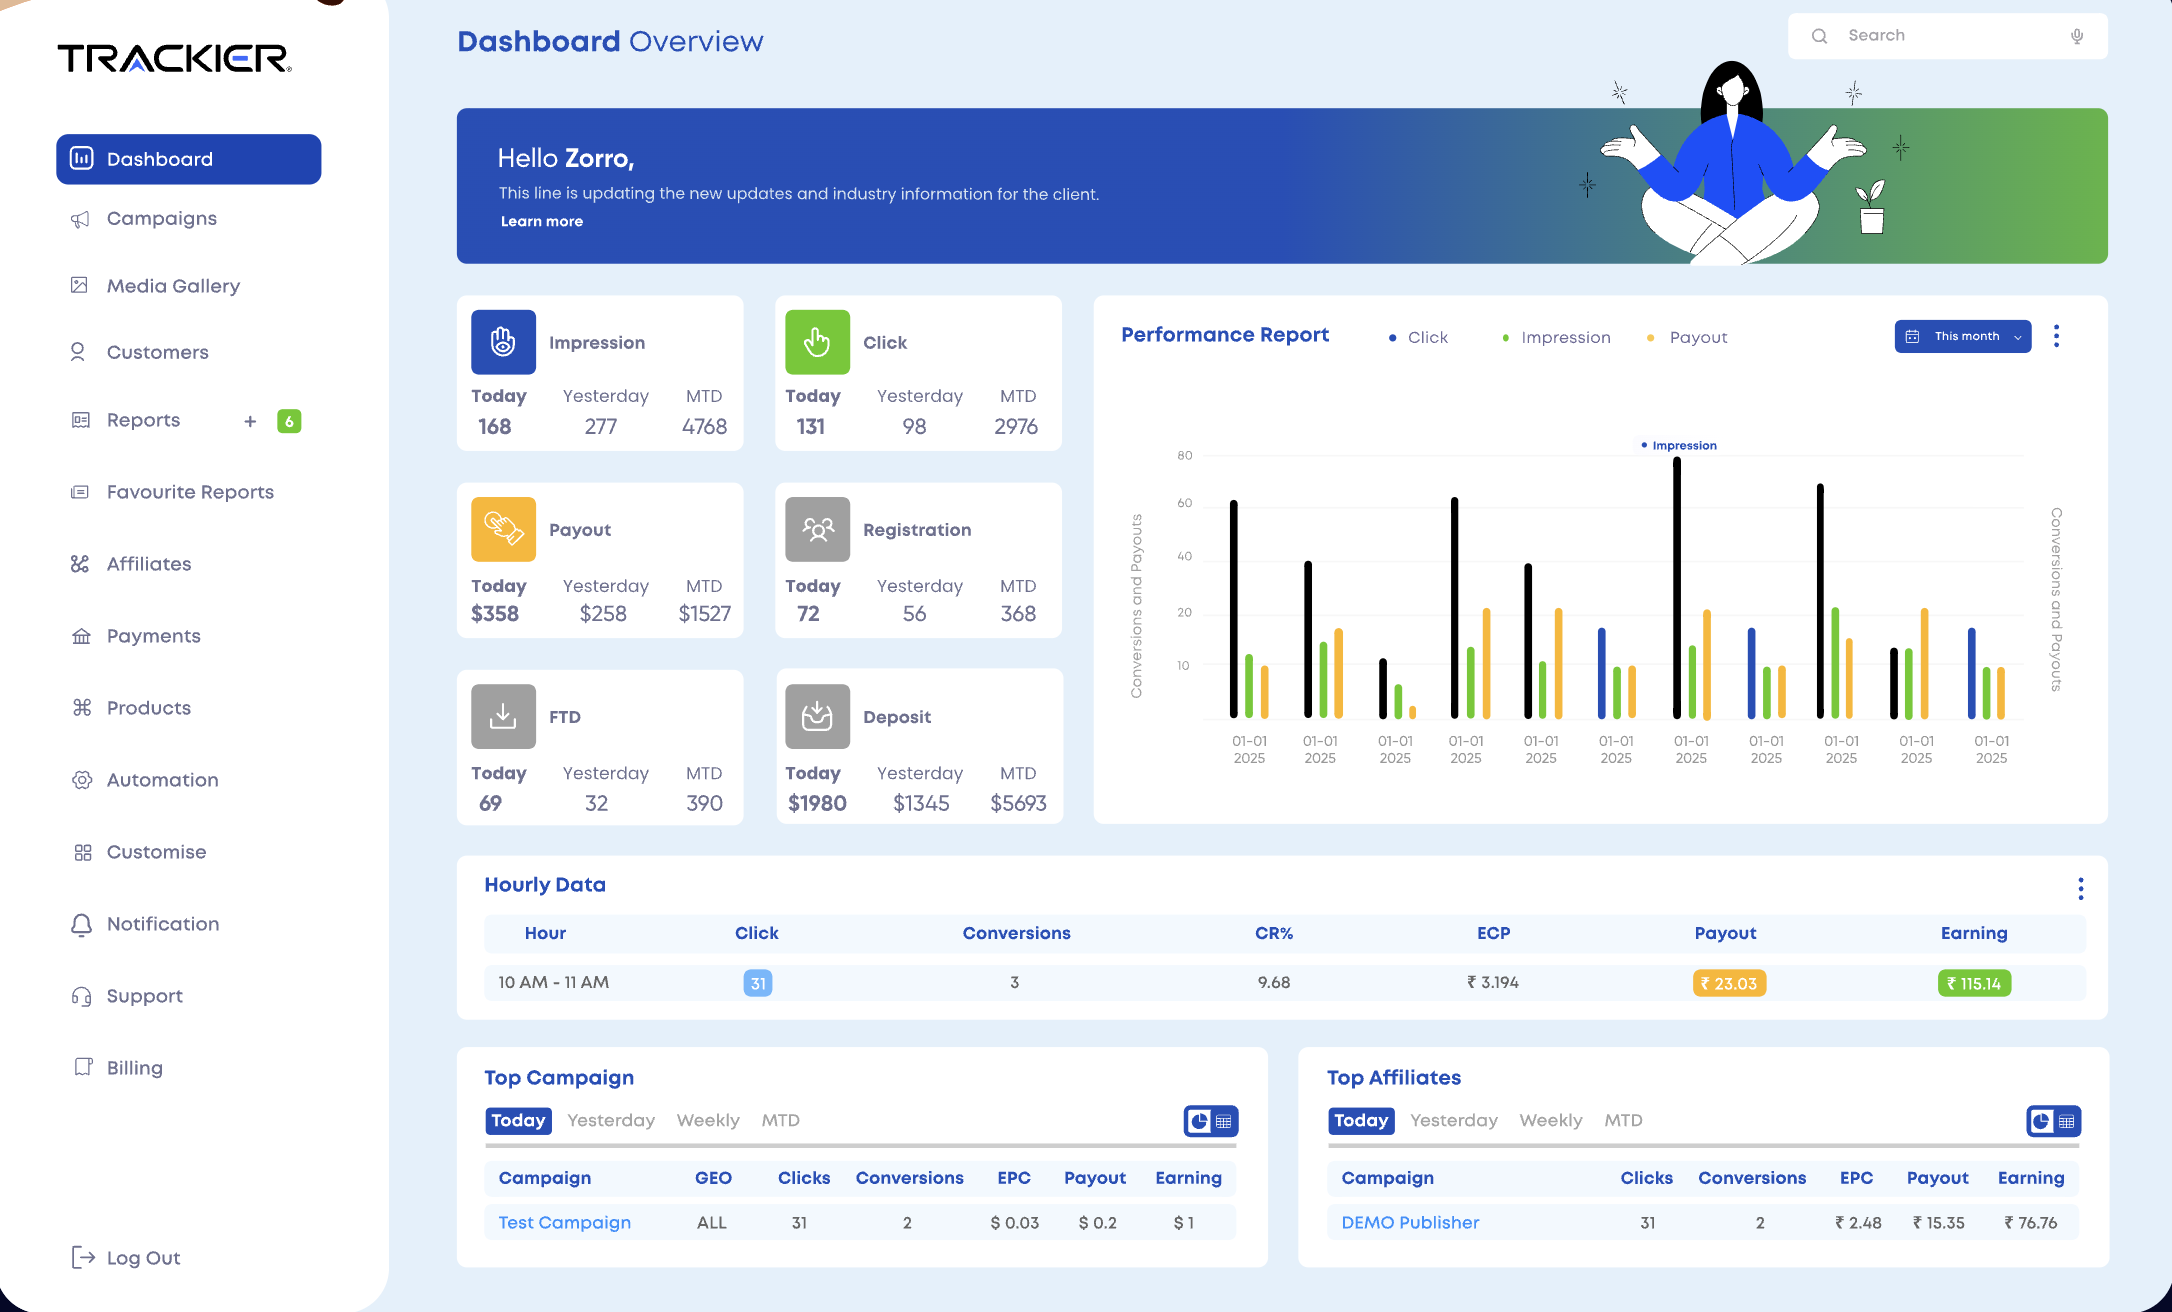 TRACKIER
Dashboard
Campaigns
Media Gallery
Customers
Reports + 6
Favourite Reports
Affiliates
Payments
Products
Automation
Customise
Notification
Support
Billing
Log Out
Dashboard Overview
Search
Hello Zorro,
This line is updating the new updates and industry information for the client.
Learn more
Impression
Today Yesterday MTD
168 277 4768
Click
Today Yesterday MTD
131 98 2976
Payout
Today Yesterday MTD
$358 $258 $1527
Registration
Today Yesterday MTD
72 56 368
FTD
Today Yesterday MTD
69 32 390
Deposit
Today Yesterday MTD
$1980 $1345 $5693
Performance Report
Click Impression Payout
This month
Impression
80
60
40
20
10
Conversions and Payouts
Conversions and Payouts
01-01 01-01 01-01 01-01 01-01 01-01 01-01 01-01 01-01 01-01 01-01
2025 2025 2025 2025 2025 2025 2025 2025 2025 2025 2025
Hourly Data
Hour Click Conversions CR% ECP Payout Earning
10 AM - 11 AM 31 3 9.68 ₹ 3.194 ₹ 23.03 ₹ 115.14
Top Campaign
Today Yesterday Weekly MTD
Campaign GEO Clicks Conversions EPC Payout Earning
Test Campaign ALL 31 2 $ 0.03 $ 0.2 $ 1
Top Affiliates
Today Yesterday Weekly MTD
Campaign Clicks Conversions EPC Payout Earning
DEMO Publisher 31 2 ₹ 2.48 ₹ 15.35 ₹ 76.76